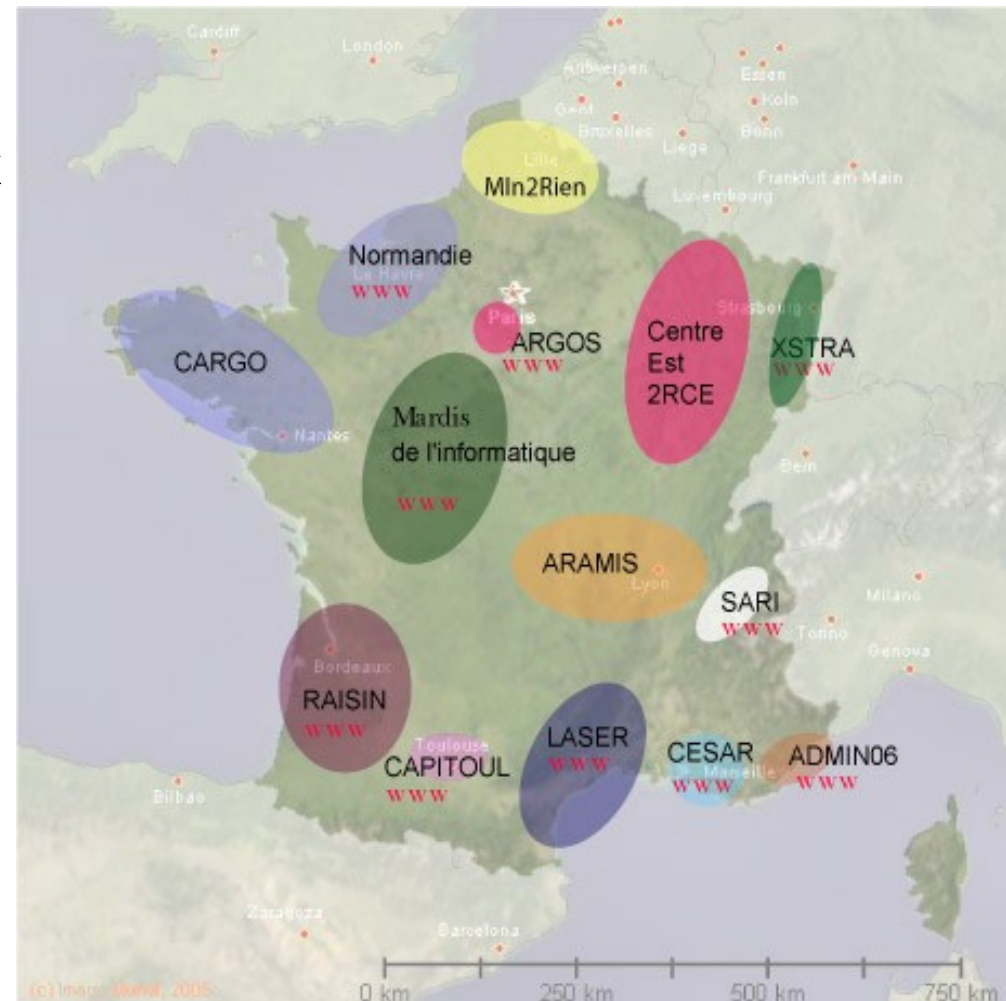 Cardiff
London
Antwerpen
Essen
Gent
Koln
Bruxelles
Bonn
Liege
Lille
MIn2Rien
Frankfurt am Main
Luxembourg
Normandie
Le Havre
www
Paris
Strasbourg
CARGO
ARGOS
www
Centre
Est
2RCE
XSTRA
www
Mardis
de l'informatique
www
Nantes
Bern
ARAMIS
Lyon
SARI
www
Milano
Torino
Genova
Bordeaux
RAISIN
www
Toulouse
CAPITOUL
www
LASER
www
CESAR
Marseille
www
ADMIN06
www
Bilbao
Zaragoza
Barcelona
(c) Imago Mundi, 2005
0 km
250 km
500 km
750 km